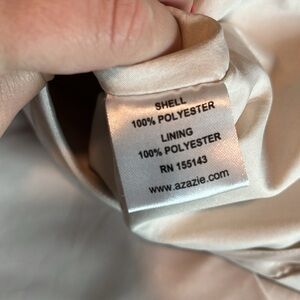 SHELL
100% POLYESTER
LINING
100% POLYESTER
RN 155143
www.azazie.com